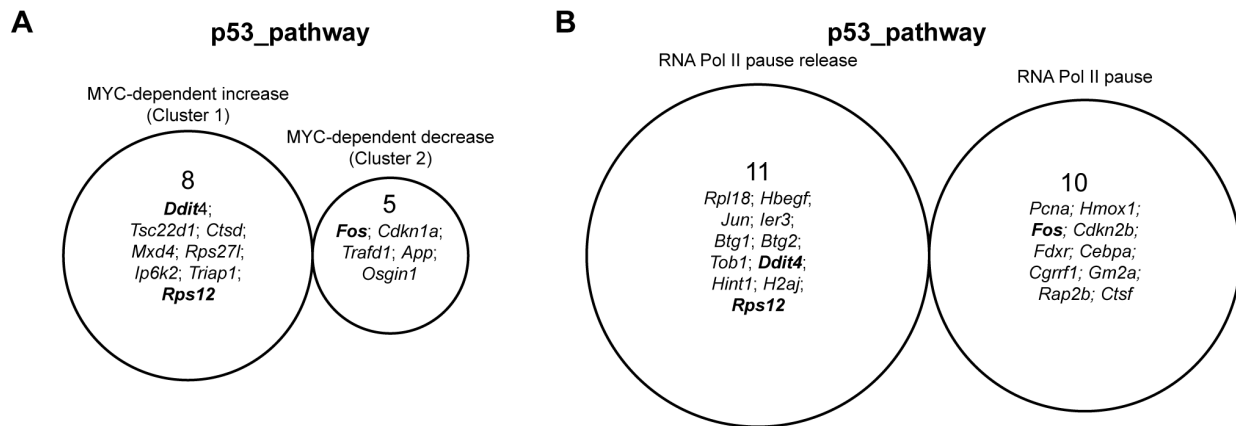 A
p53_pathway
MYC-dependent increase
(Cluster 1)
MYC-dependent decrease
(Cluster 2)
8
Ddit4;
Tsc22d1; Ctsd;
Mxd4; Rps27l;
Ip6k2; Triap1;
Rps12
5
Fos; Cdkn1a;
Trafd1; App;
Osgin1
B
p53_pathway
RNA Pol II pause release
RNA Pol II pause
11
Rpl18; Hbegf;
Jun; Ier3;
Btg1; Btg2;
Tob1; Ddit4;
Hint1; H2aj;
Rps12
10
Pcna; Hmox1;
Fos; Cdkn2b;
Fdxr; Cebpa;
Cgrrf1; Gm2a;
Rap2b; Ctsf